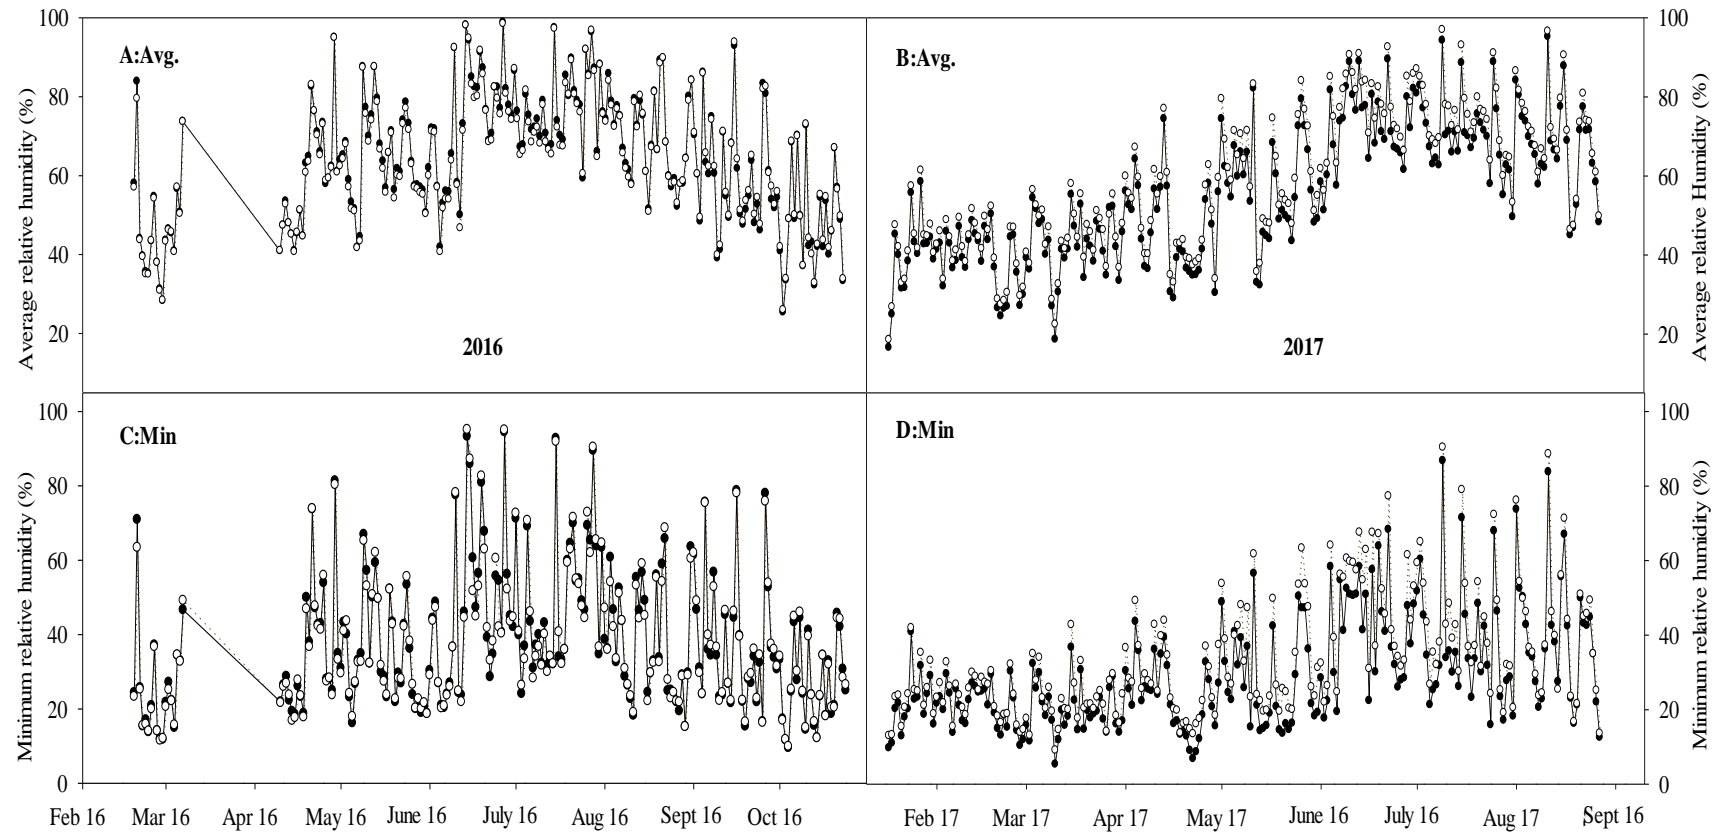 100 100
A:Avg. B:Avg.
80 80
60 60
40 40
20 20
2016 2017
Average relative humidity (%)
Average relative Humidity (%)
100 100
C:Min D:Min
80 80
60 60
40 40
20 20
0 0
Minimum relative humidity (%)
Minimum relative humidity (%)
Feb 16 Mar 16 Apr 16 May 16 June 16 July 16 Aug 16 Sept 16 Oct 16 Feb 17 Mar 17 Apr 17 May 17 June 16 July 16 Aug 17 Sept 16